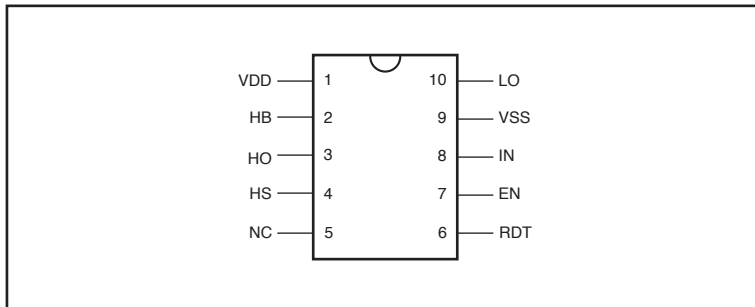 VDD 1 10 LO
HB 2 9 VSS
HO 3 8 IN
HS 4 7 EN
NC 5 6 RDT